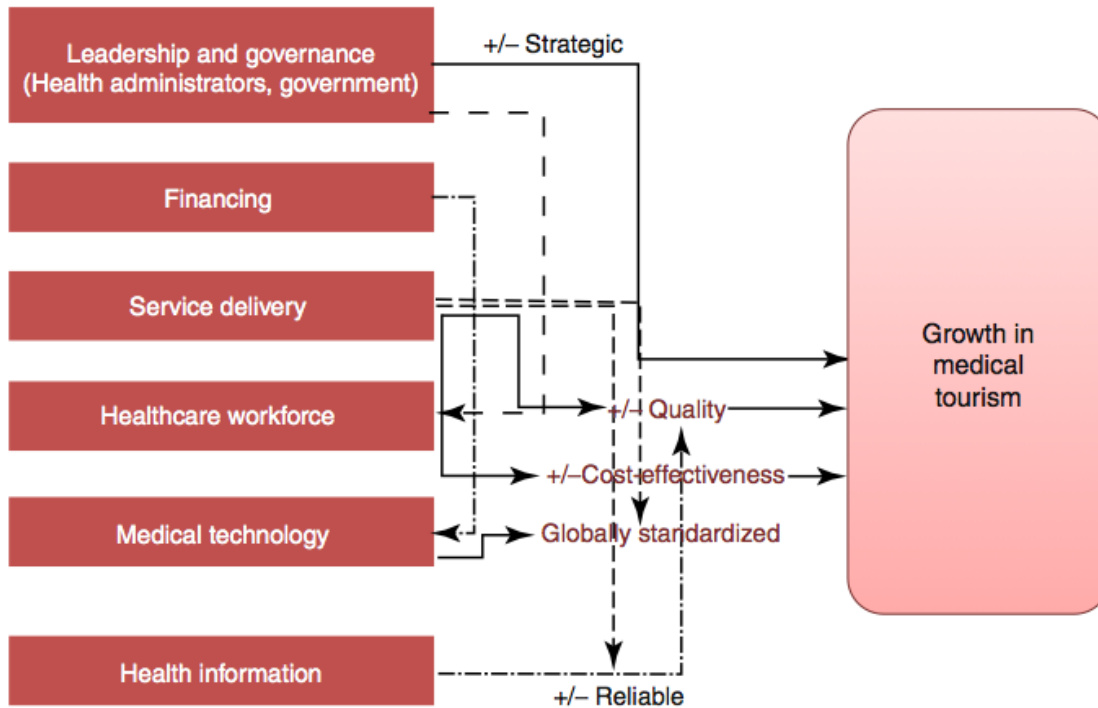 Leadership and governance
(Health administrators, government)
+/– Strategic
Financing
Service delivery
Growth in
medical
tourism
Healthcare workforce
+/– Quality
+/–Cost-effectiveness
Medical technology
Globally standardized
Health information
+/– Reliable